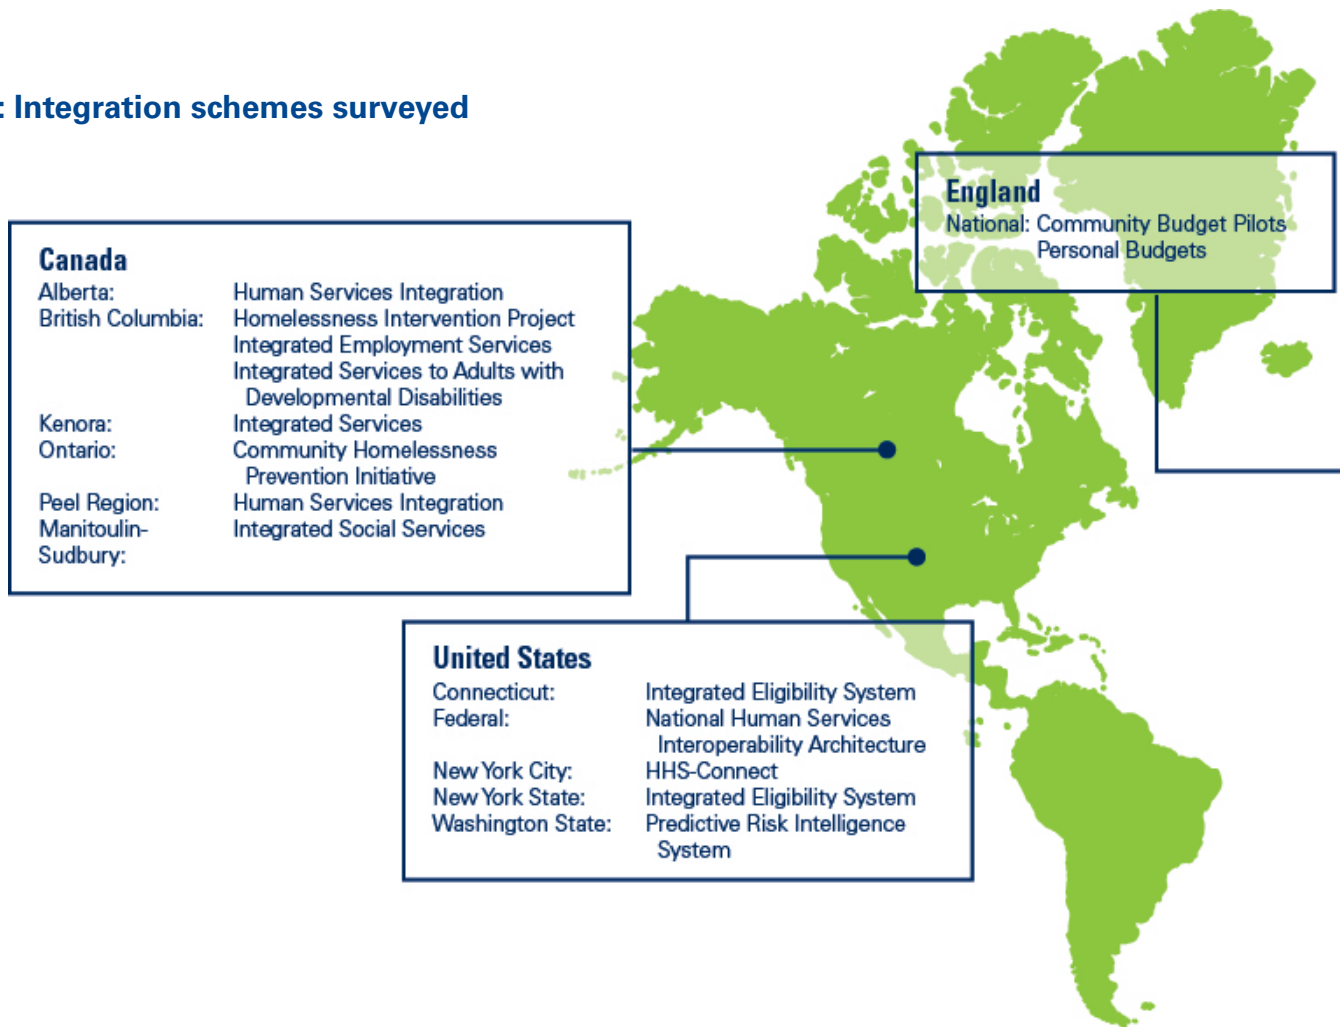 : Integration schemes surveyed
England
National: Community Budget Pilots
Personal Budgets
Canada
Alberta: Human Services Integration
British Columbia: Homelessness Intervention Project
Integrated Employment Services
Integrated Services to Adults with
Developmental Disabilities
Kenora: Integrated Services
Ontario: Community Homelessness
Prevention Initiative
Peel Region: Human Services Integration
Manitoulin- Integrated Social Services
Sudbury:
United States
Connecticut: Integrated Eligibility System
Federal: National Human Services
Interoperability Architecture
New York City: HHS-Connect
New York State: Integrated Eligibility System
Washington State: Predictive Risk Intelligence
System